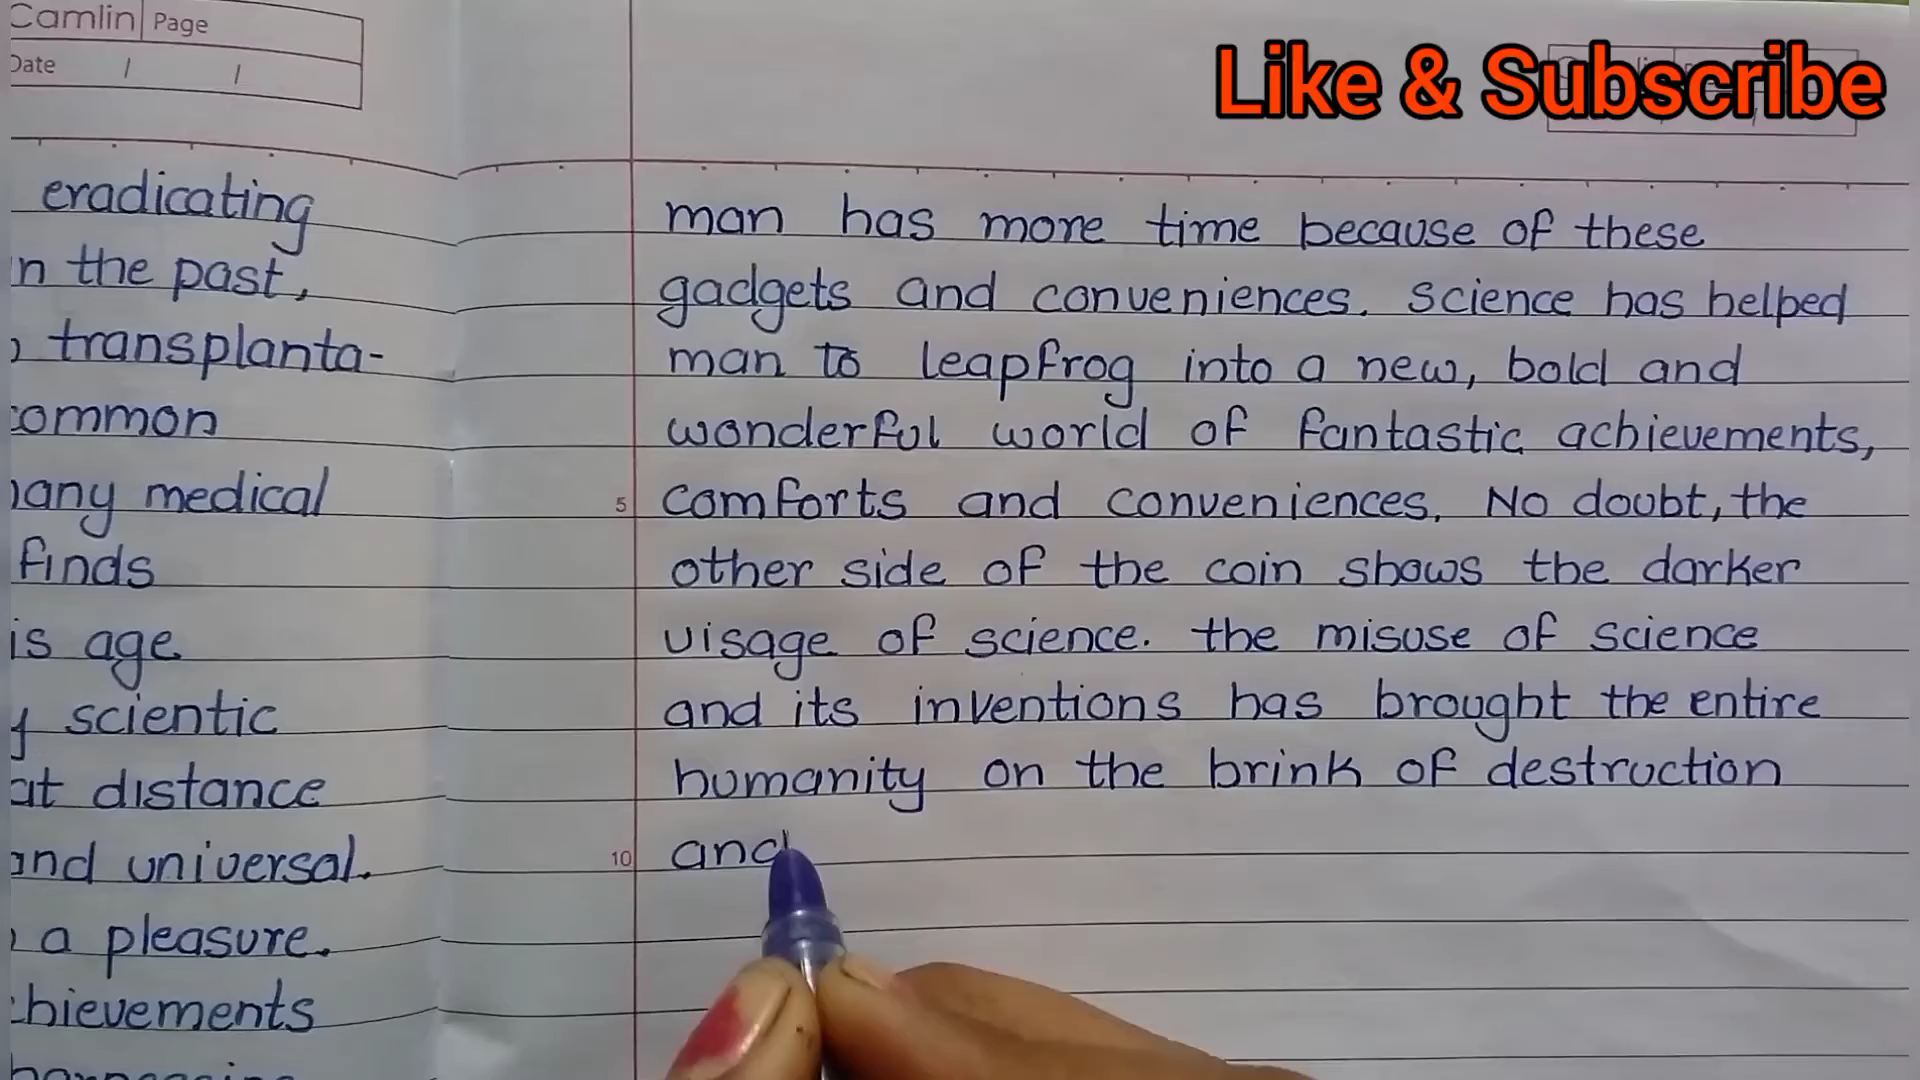 Camlin Page
Date / /
Like & Subscribe
eradicating
n the past,
transplanta-
common
any medical
finds
is age
scientic
at distance
and universal.
a pleasure.
chievements
man has more time because of these
gadgets and conveniences. science has helped
man to leapfrog into a new, bold and
wonderful world of fantastic achievements,
5 comforts and conveniences. No doubt, the
other side of the coin shows the darker
visage of science. the misuse of science
and its inventions has brought the entire
humanity on the brink of destruction
10 and